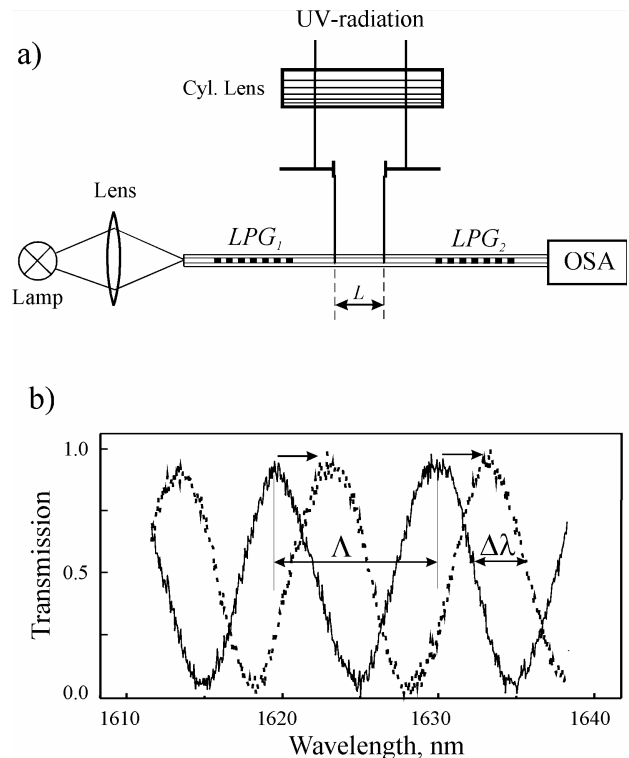 a)
UV-radiation
Cyl. Lens
Lens
LPG₁
LPG₂
OSA
Lamp
L
b)
1.0
0.5
0.0
Transmission
Λ
Δλ
1610
1620
1630
1640
Wavelength, nm